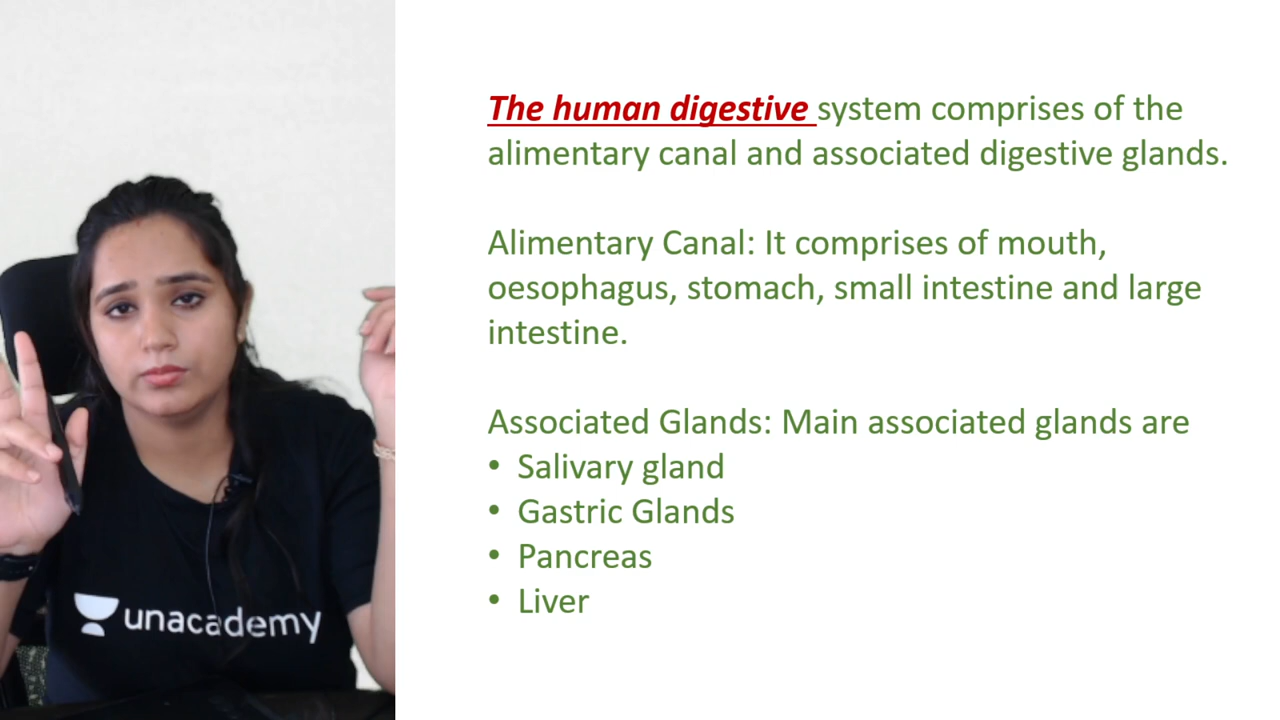 The human digestive system comprises of the
alimentary canal and associated digestive glands.
Alimentary Canal: It comprises of mouth,
oesophagus, stomach, small intestine and large
intestine.
Associated Glands: Main associated glands are
• Salivary gland
• Gastric Glands
• Pancreas
• Liver
unacademy